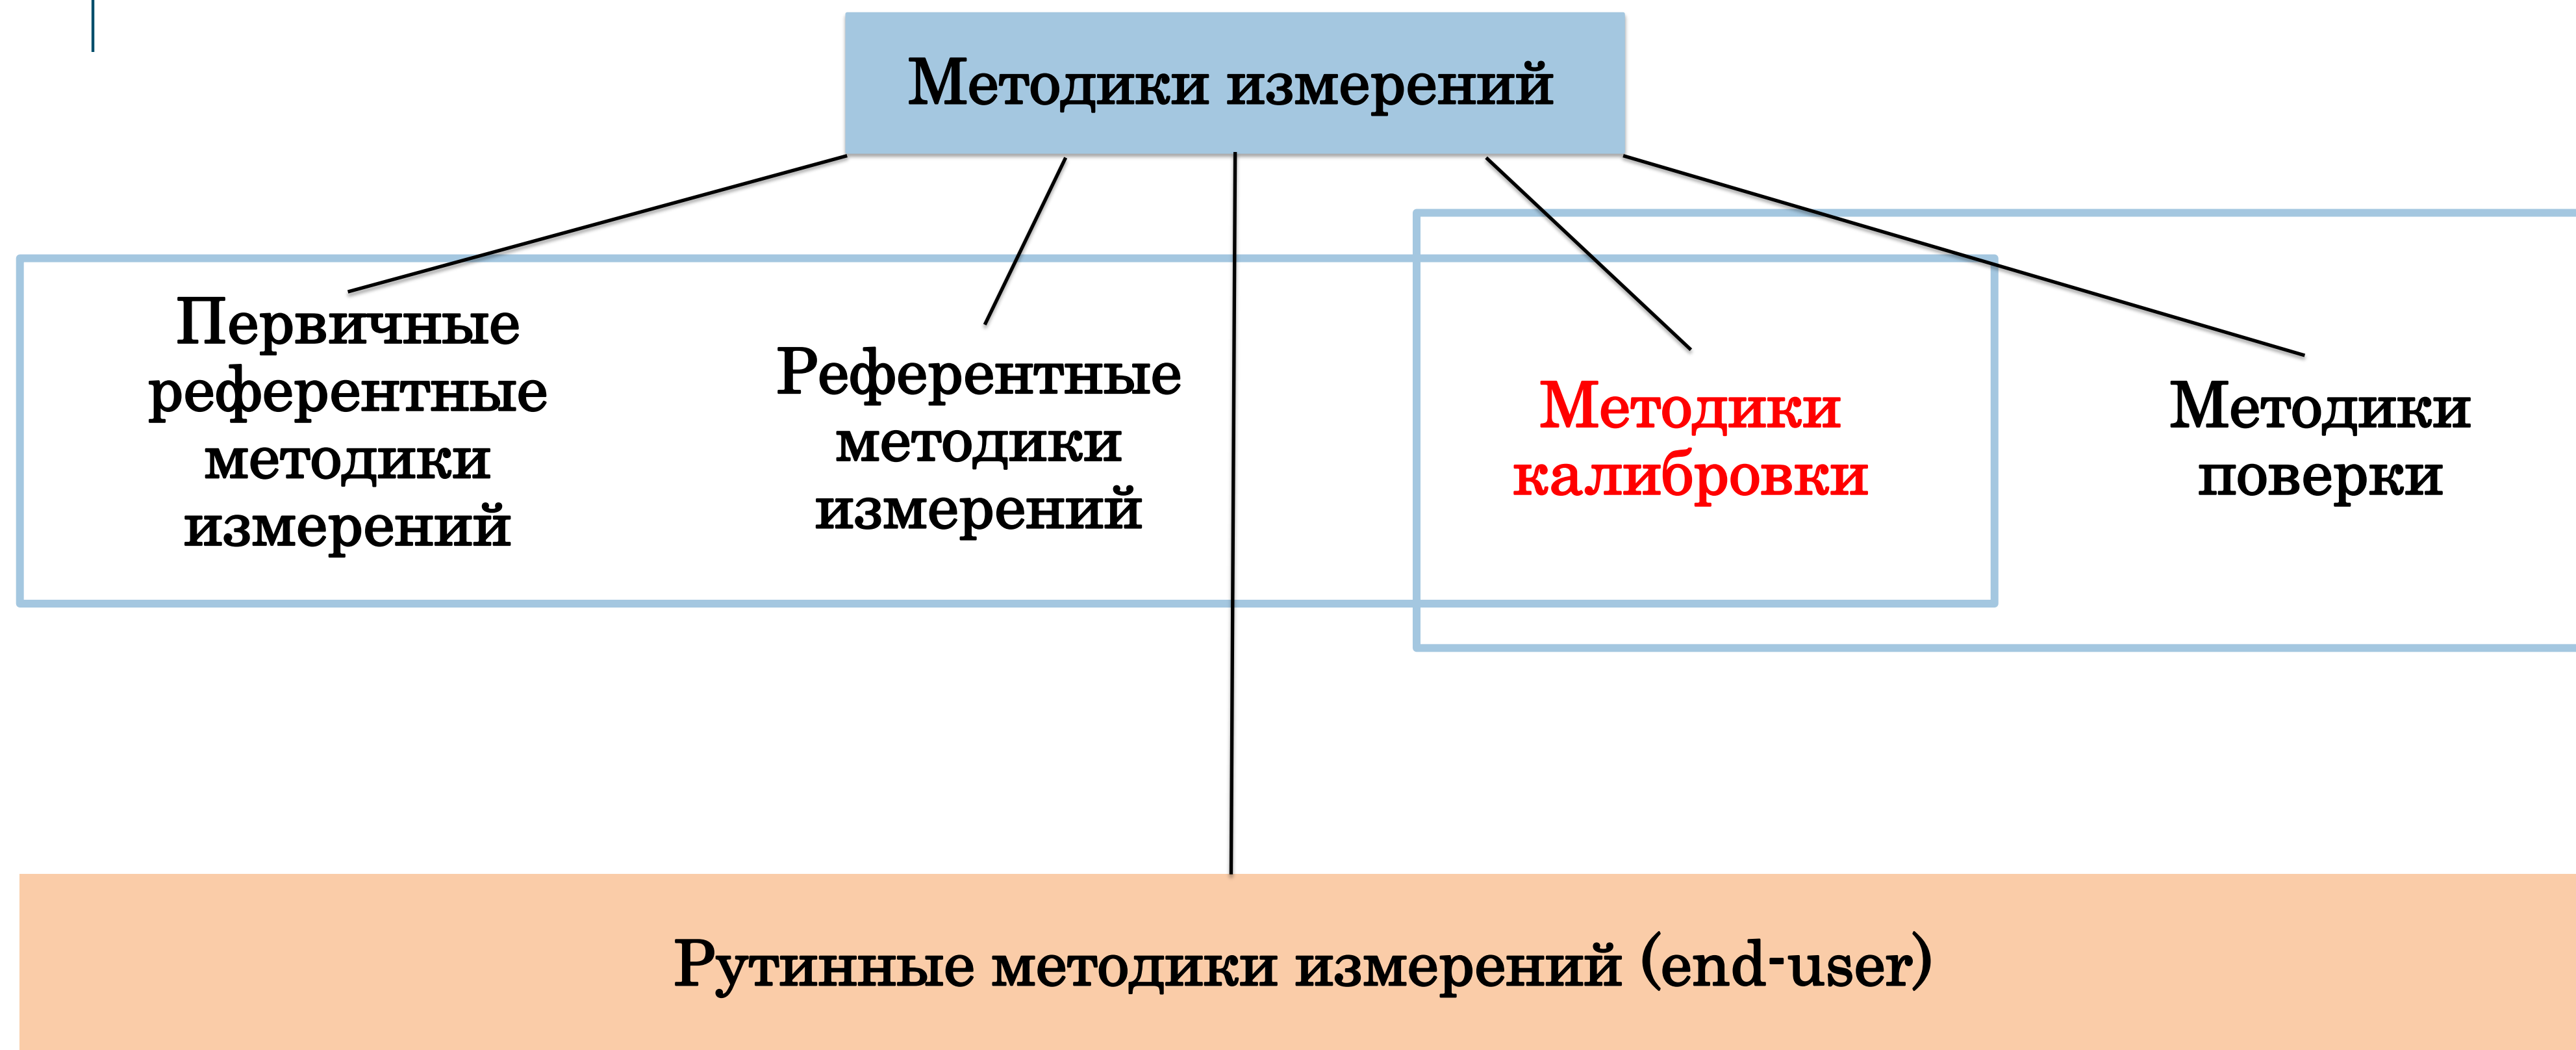 Методики измерений
Первичные
референтные
методики
измерений
Референтные
методики
измерений
Методики
калибровки
Методики
поверки
Рутинные методики измерений (end-user)